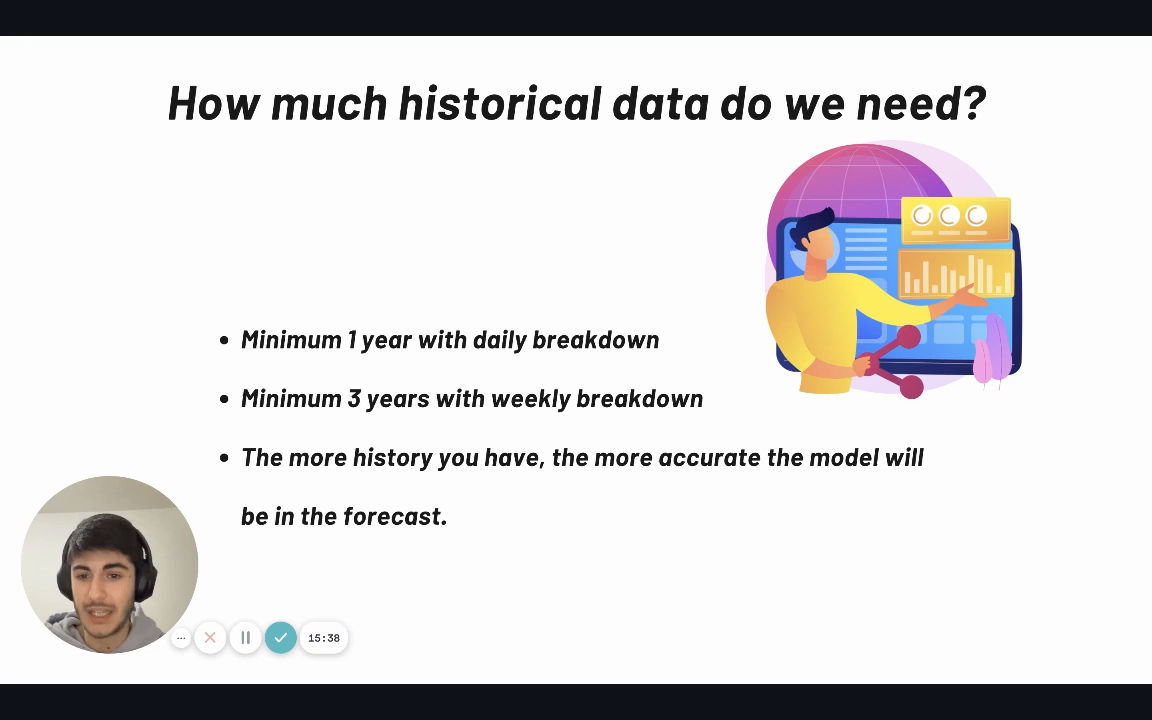 How much historical data do we need?
• Minimum 1 year with daily breakdown
• Minimum 3 years with weekly breakdown
• The more history you have, the more accurate the model will
be in the forecast.
15:38